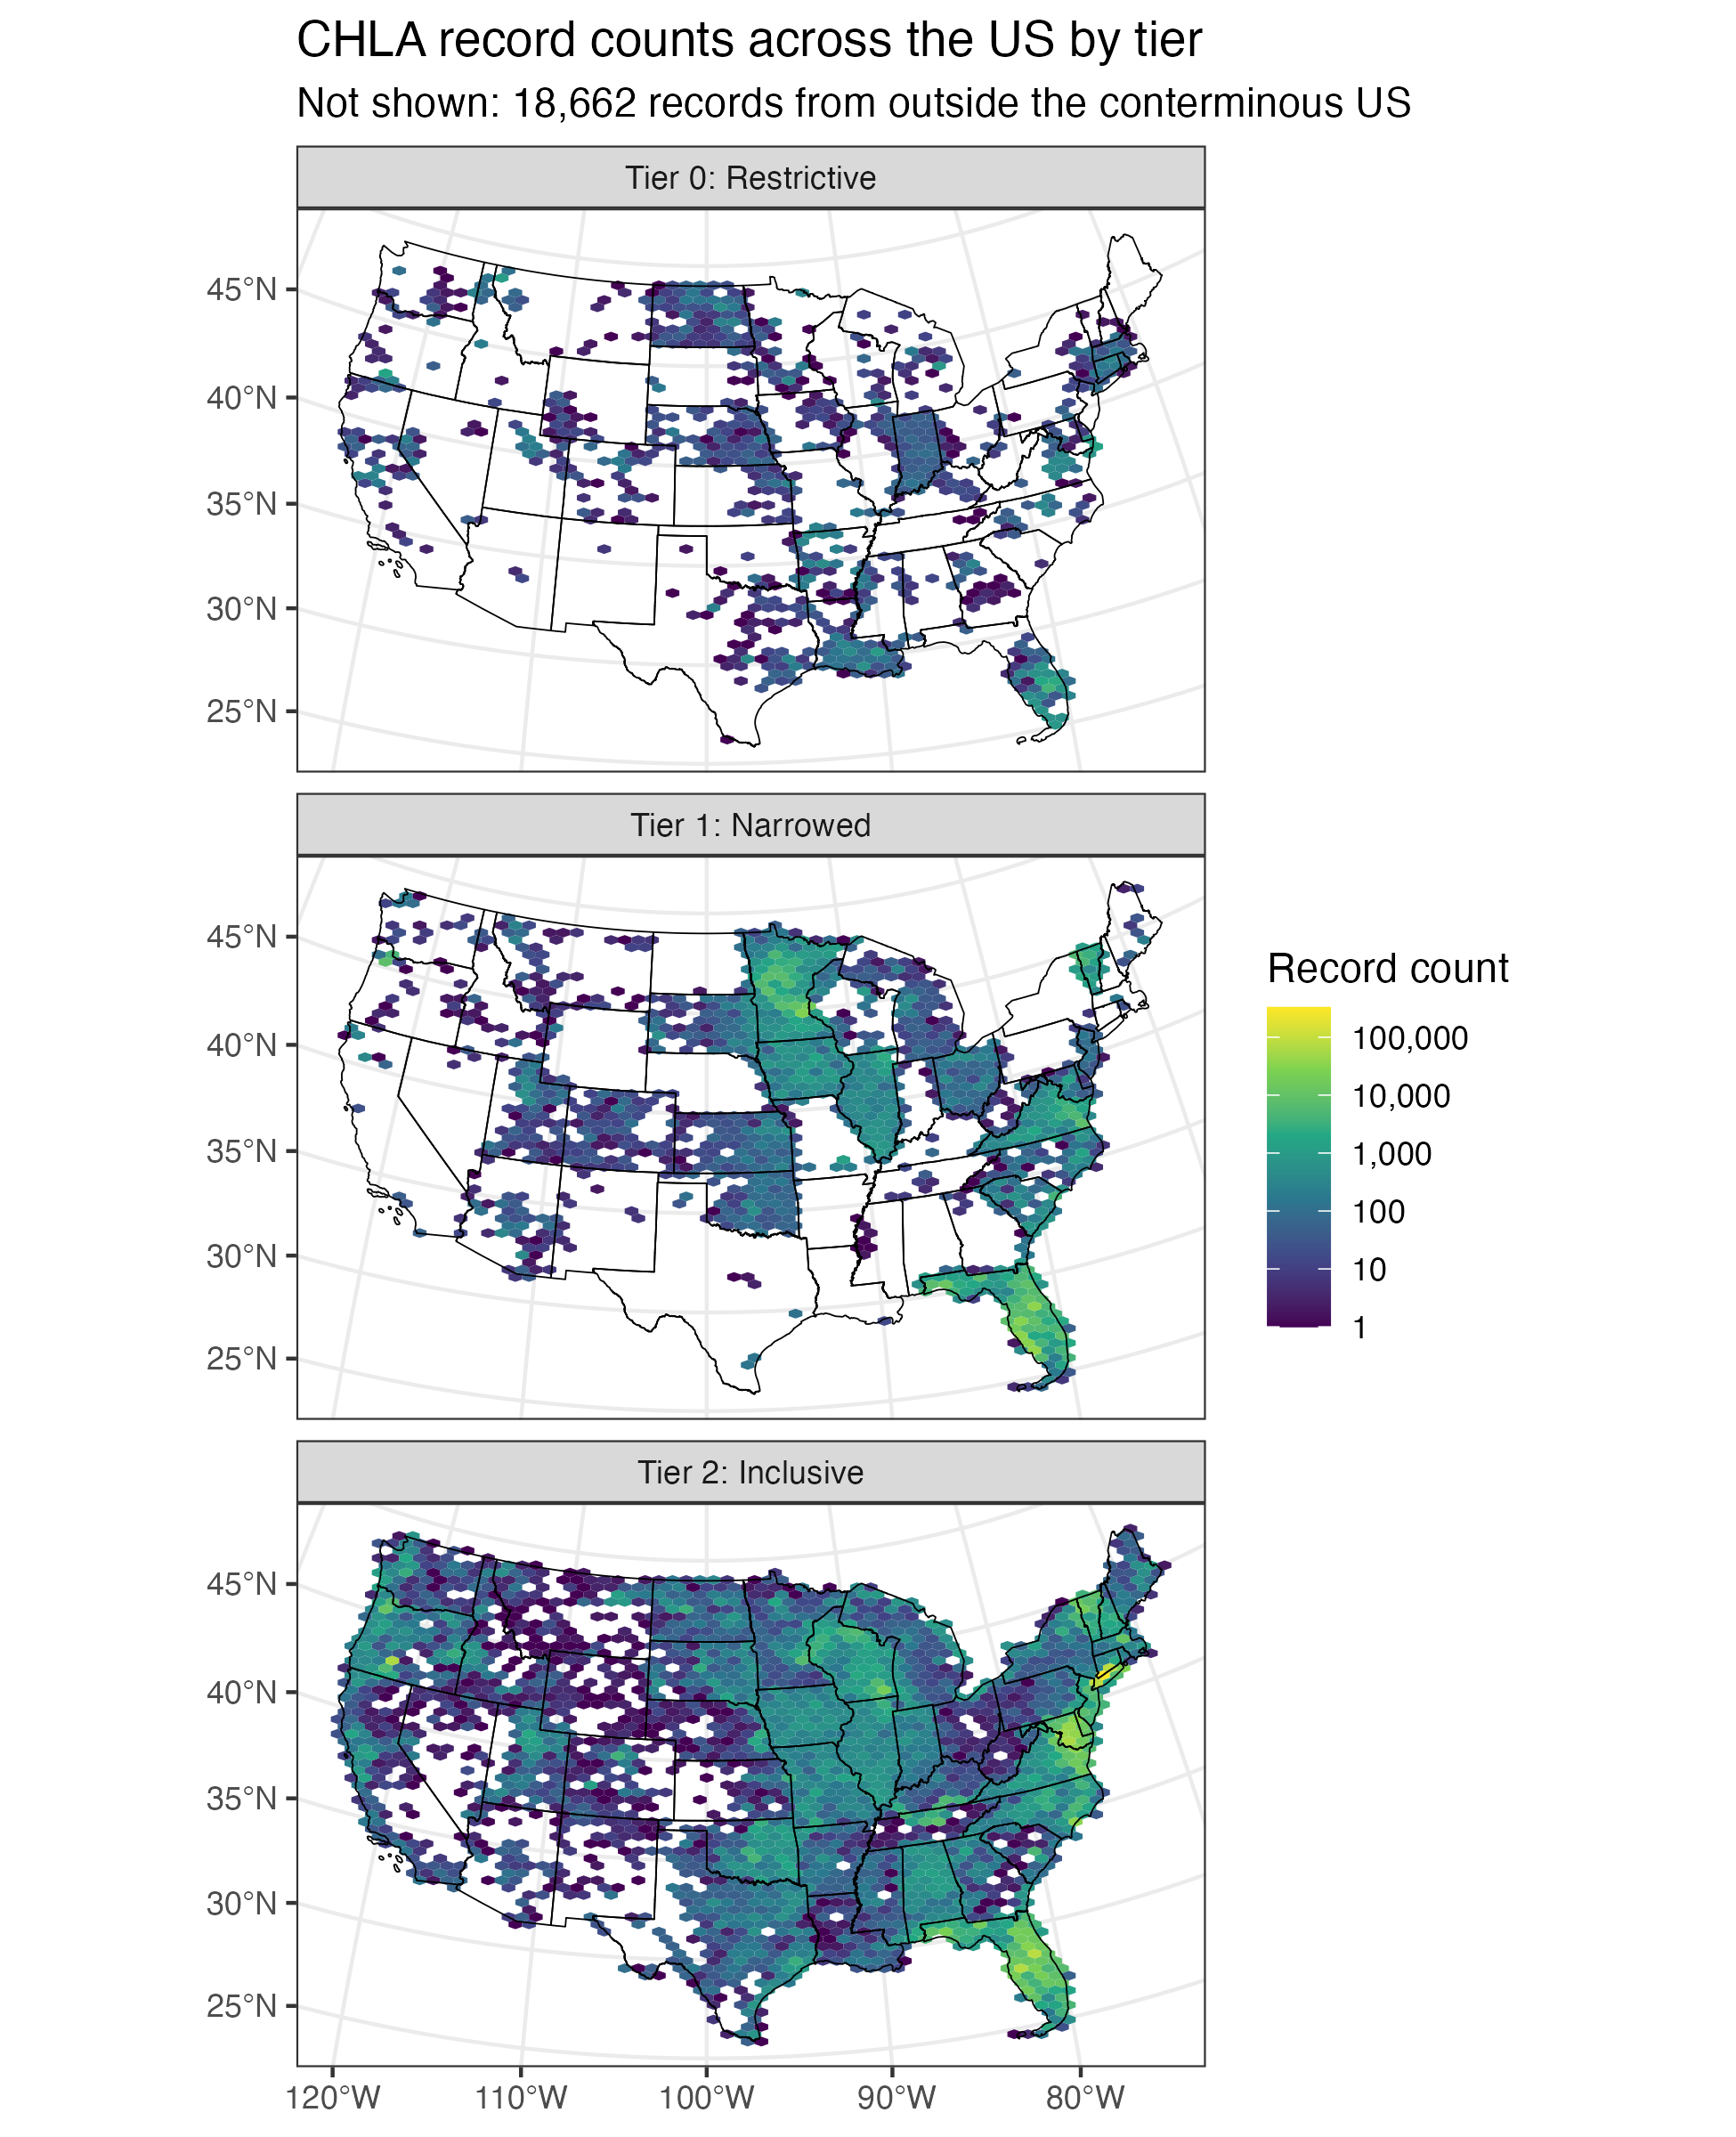 CHLA record counts across the US by tier
Not shown: 18,662 records from outside the conterminous US
Tier 0: Restrictive
45°N
40°N
35°N
30°N
25°N
Tier 1: Narrowed
45°N
40°N
35°N
30°N
25°N
Record count
100,000
10,000
1,000
100
10
1
Tier 2: Inclusive
45°N
40°N
35°N
30°N
25°N
120°W 110°W 100°W 90°W 80°W